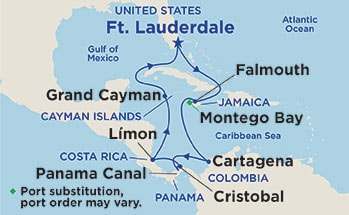 UNITED STATES
Ft. Lauderdale
Atlantic
Ocean
Gulf of
Mexico
Falmouth
Grand Cayman
JAMAICA
CAYMAN ISLANDS
Montego Bay
Límon
Caribbean Sea
COSTA RICA
Cartagena
Panama Canal
COLOMBIA
Port substitution,
port order may vary.
PANAMA
Cristobal